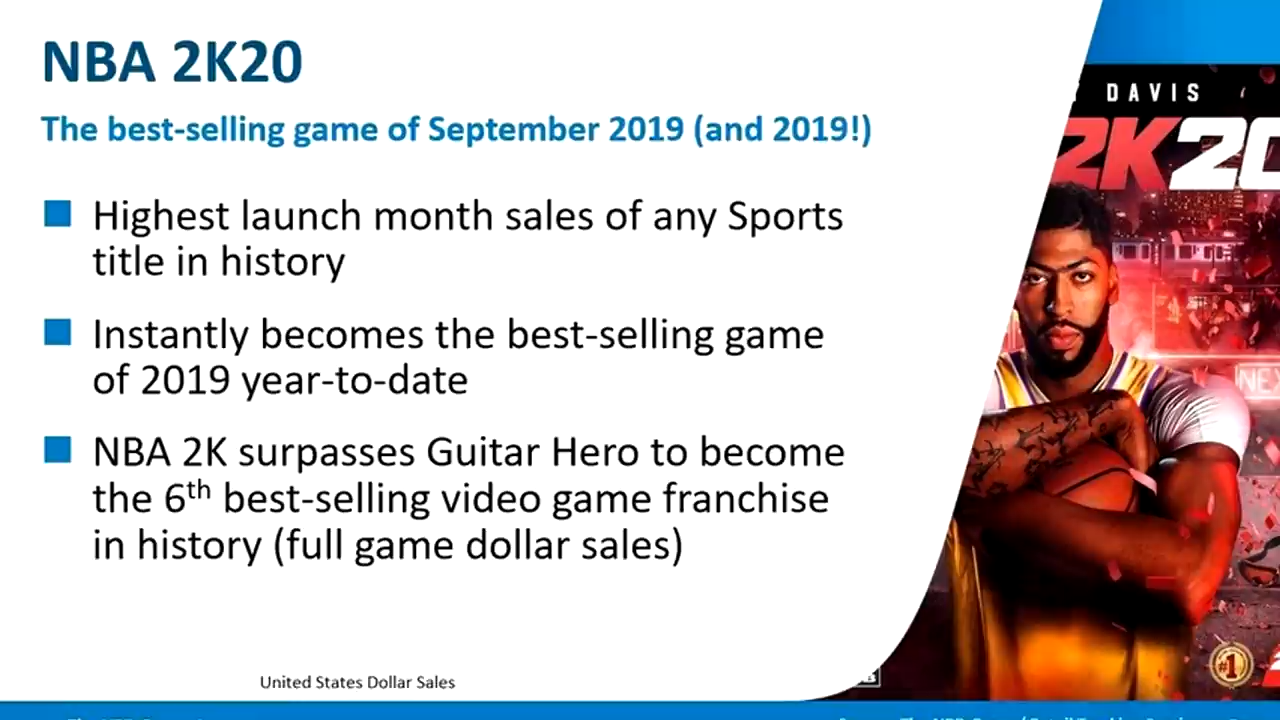 NBA 2K20
The best-selling game of September 2019 (and 2019!)
Highest launch month sales of any Sports
title in history
Instantly becomes the best-selling game
of 2019 year-to-date
NBA 2K surpasses Guitar Hero to become
the 6th best-selling video game franchise
in history (full game dollar sales)
United States Dollar Sales
DAVIS
2K20
#1